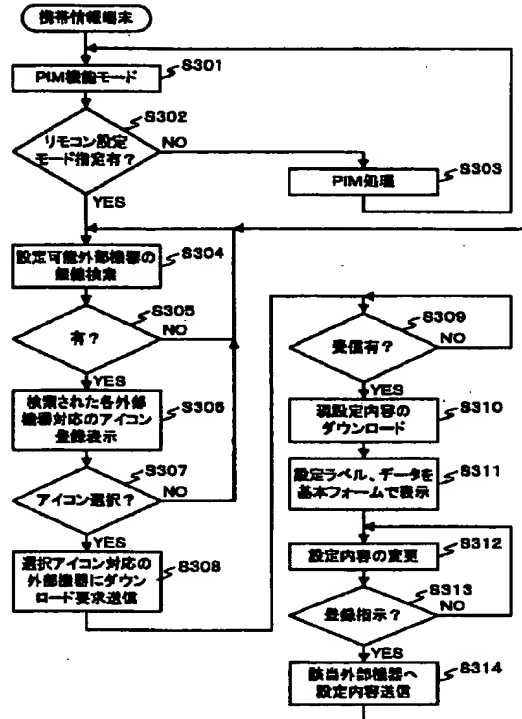 携帯情報端末
PIM機能モード
S301
リモコン設定
モード指定有?
S302
NO
YES
PIM処理
S303
設定可能外部機器の
無線検索
S304
有?
S305
NO
YES
検索された各外部
機器対応のアイコン
登録表示
S306
アイコン選択?
S307
NO
YES
選択アイコン対応の
外部機器にダウン
ロード要求送信
S308
受信有?
S309
NO
YES
現設定内容の
ダウンロード
S310
設定ラベル、データを
基本フォームで表示
S311
設定内容の変更
S312
登録指示?
S313
NO
YES
該当外部機器へ
設定内容送信
S314